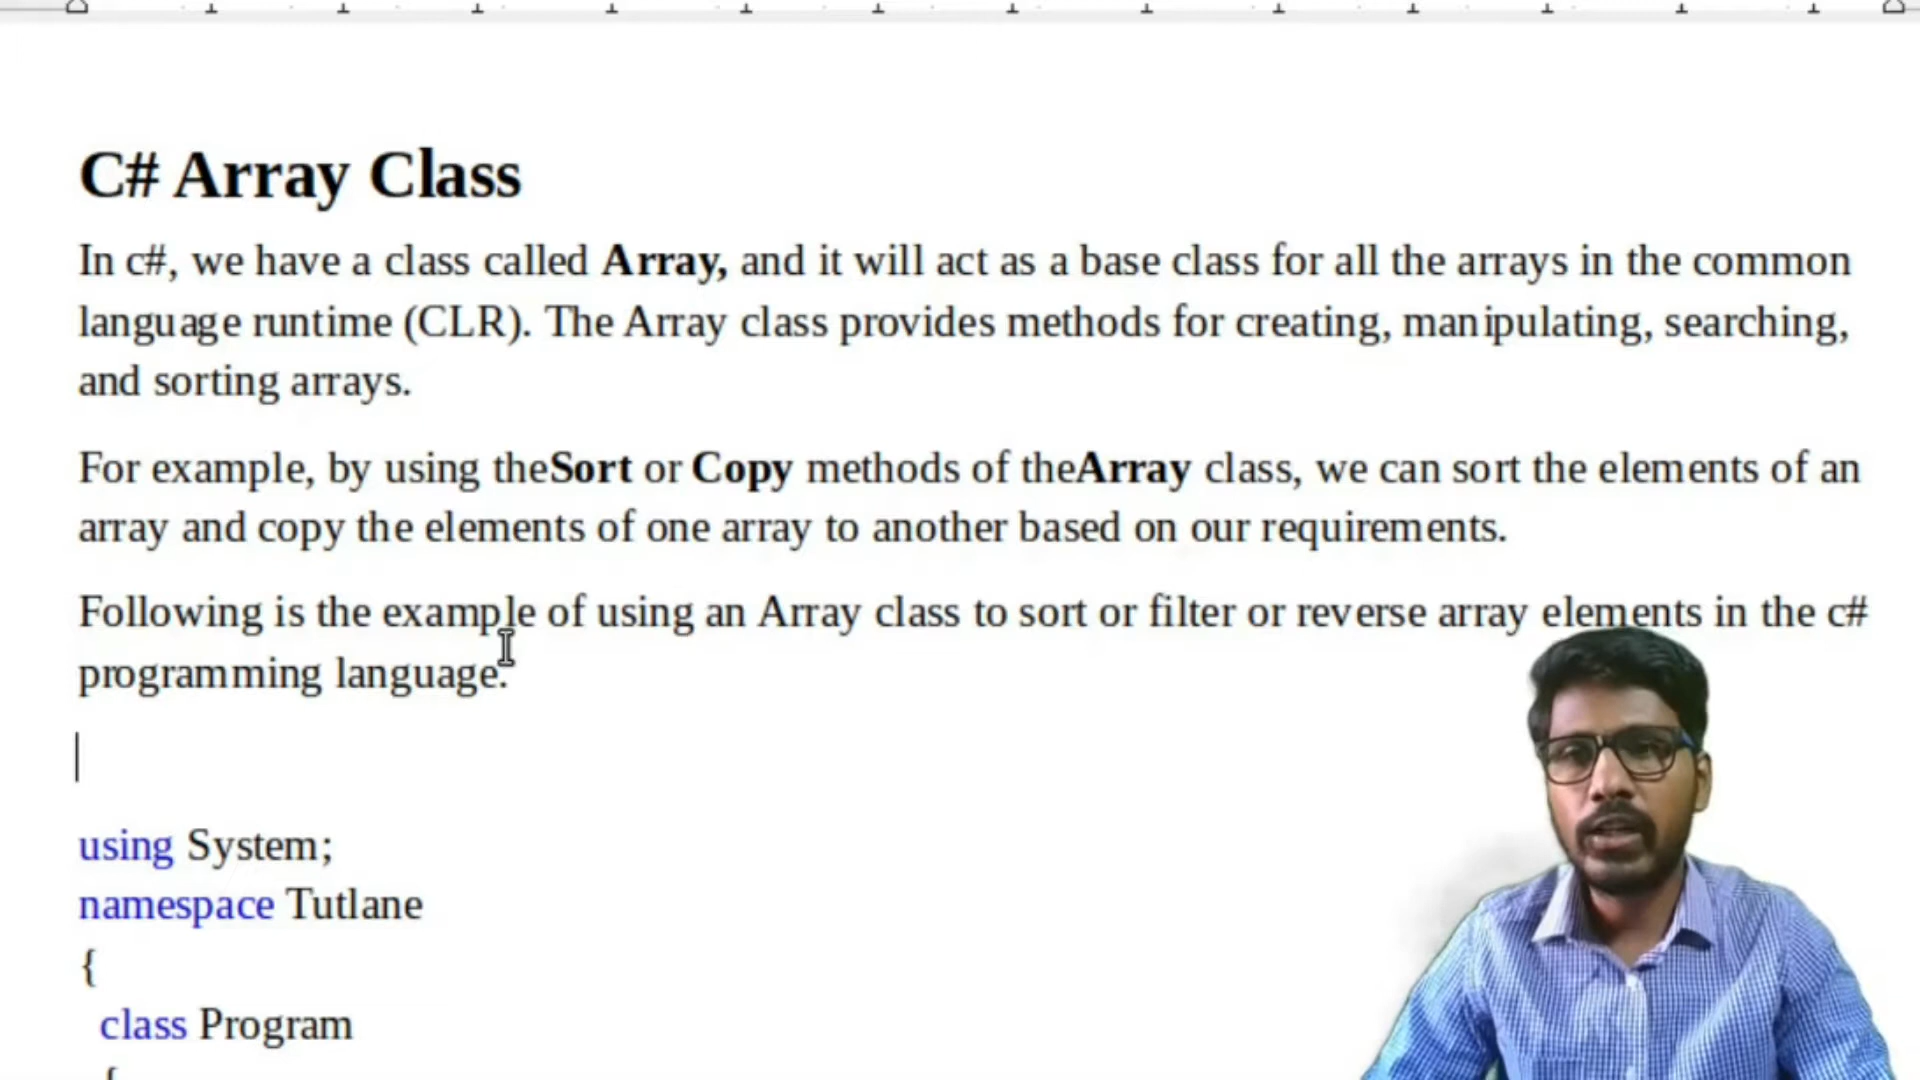 C# Array Class
In c#, we have a class called Array, and it will act as a base class for all the arrays in the common
language runtime (CLR). The Array class provides methods for creating, manipulating, searching,
and sorting arrays.
For example, by using theSort or Copy methods of theArray class, we can sort the elements of an
array and copy the elements of one array to another based on our requirements.
Following is the example of using an Array class to sort or filter or reverse array elements in the c#
programming language.
using System;
namespace Tutlane
{
class Program
{